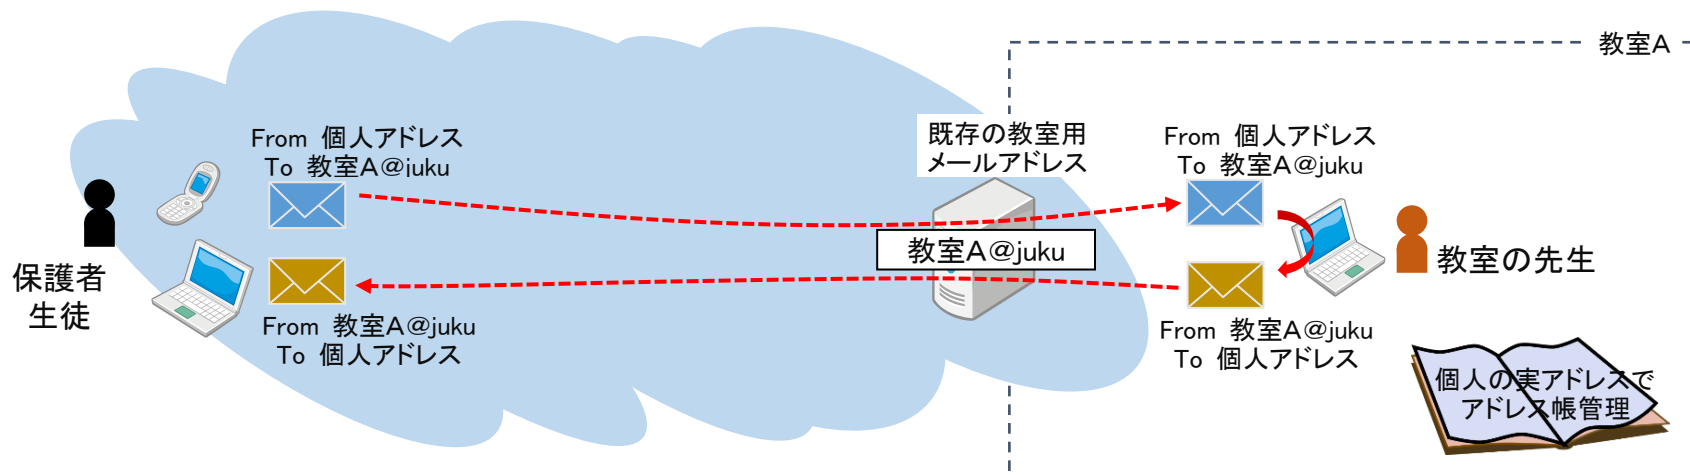 教室A
From 個人アドレス
To 教室A@juku
既存の教室用
メールアドレス
From 個人アドレス
To 教室A@juku
教室A@juku
保護者
生徒
教室の先生
From 教室A@juku
To 個人アドレス
From 教室A@juku
To 個人アドレス
個人の実アドレスで
アドレス帳管理